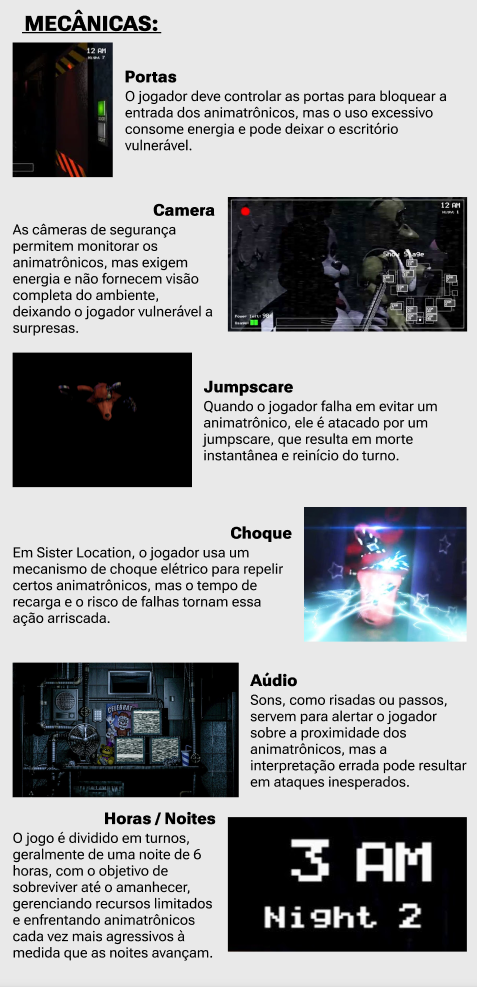 MECÂNICAS:
12 AM
Night 2
Portas
O jogador deve controlar as portas para bloquear a
entrada dos animatrônicos, mas o uso excessivo
consome energia e pode deixar o escritório
vulnerável.
Camera
As câmeras de segurança
permitem monitorar os
animatrônicos, mas exigem
energia e não fornecem visão
completa do ambiente,
deixando o jogador vulnerável a
surpresas.
12 AM
Night 1
Show Stage
Power left:
Usage:
Jumpscare
Quando o jogador falha em evitar um
animatrônico, ele é atacado por um
jumpscare, que resulta em morte
instantânea e reinício do turno.
Choque
Em Sister Location, o jogador usa um
mecanismo de choque elétrico para repelir
certos animatrônicos, mas o tempo de
recarga e o risco de falhas tornam essa
ação arriscada.
CELEBRATE
Aúdio
Sons, como risadas ou passos,
servem para alertar o jogador
sobre a proximidade dos
animatrônicos, mas a
interpretação errada pode resultar
em ataques inesperados.
Horas / Noites
O jogo é dividido em turnos,
geralmente de uma noite de 6
horas, com o objetivo de
sobreviver até o amanhecer,
gerenciando recursos limitados
e enfrentando animatrônicos
cada vez mais agressivos à
medida que as noites avançam.
3 AM
Night 2